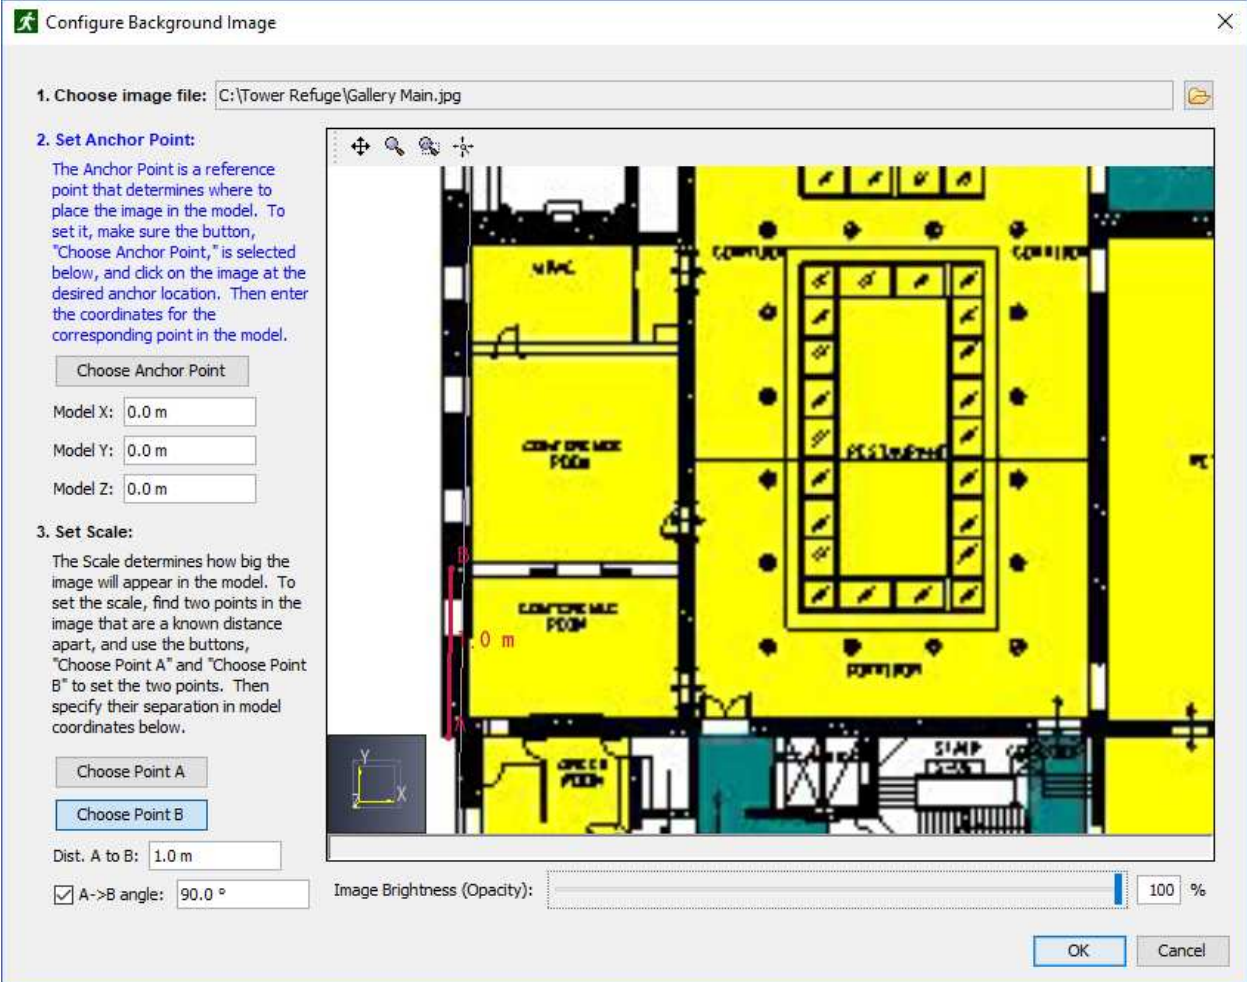 Configure Background Image
1. Choose image file: C:\Tower Refuge\Gallery Main.jpg
2. Set Anchor Point:
The Anchor Point is a reference
point that determines where to
place the image in the model. To
set it, make sure the button,
"Choose Anchor Point," is selected
below, and click on the image at the
desired anchor location. Then enter
the coordinates for the
corresponding point in the model.
Choose Anchor Point
Model X: 0.0 m
Model Y: 0.0 m
Model Z: 0.0 m
3. Set Scale:
The Scale determines how big the
image will appear in the model. To
set the scale, find two points in the
image that are a known distance
apart, and use the buttons,
"Choose Point A" and "Choose Point
B" to set the two points. Then
specify their separation in model
coordinates below.
Choose Point A
Choose Point B
Dist. A to B: 1.0 m
A->B angle: 90.0 °
CONFERENCE
ROOM
RESTAURANT
B
CONFERENCE
ROOM
.0 m
A
STAIR
Y
Z X
Image Brightness (Opacity): 100 %
OK Cancel